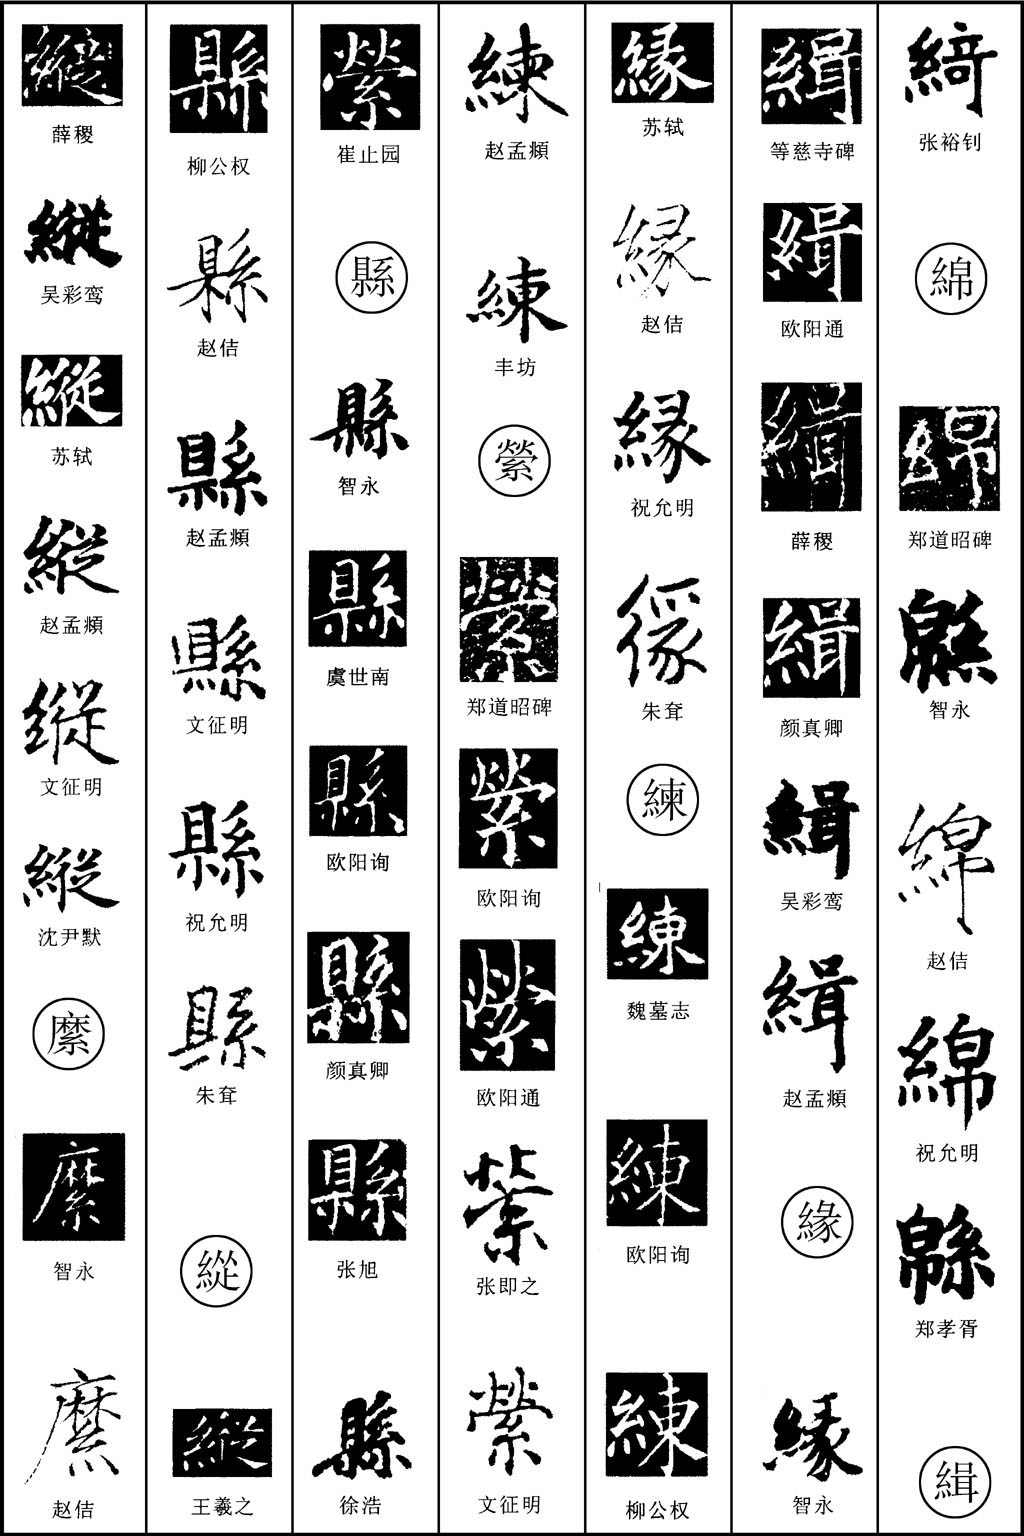 綺
张裕钊
綿
綿
郑道昭碑
緜
智永
綿
赵佶
綿
祝允明
緜
郑孝胥
緝
緝
等慈寺碑
緝
欧阳通
緝
薛稷
緝
颜真卿
緝
吴彩鸾
緝
赵孟頫
緣
緣
智永
緣
苏轼
緣
赵佶
緣
祝允明
緣
朱耷
練
練
魏墓志
練
欧阳询
練
柳公权
練
赵孟頫
練
丰坊
縈
縈
郑道昭碑
縈
欧阳询
縈
欧阳通
縈
张即之
縈
文征明
縈
崔止园
縣
縣
智永
縣
虞世南
縣
欧阳询
縣
颜真卿
縣
张旭
縣
徐浩
縣
柳公权
縣
赵佶
縣
赵孟頫
縣
文征明
縣
祝允明
縣
朱耷
縱
縱
王羲之
縱
薛稷
縱
吴彩鸾
縱
苏轼
縱
赵孟頫
縱
文征明
縱
沈尹默
縻
縻
智永
縻
赵佶